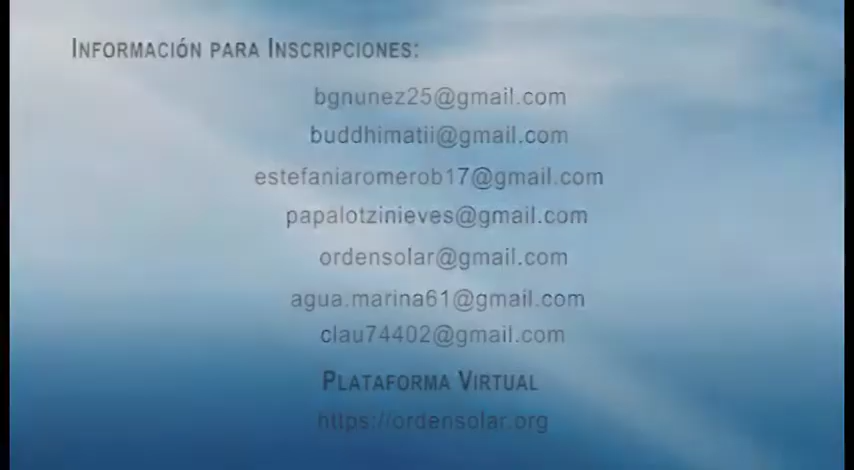 Información para Inscripciones:
bgnunez25@gmail.com
buddhimatii@gmail.com
estefaniaromerob17@gmail.com
papalotzinieves@gmail.com
ordensolar@gmail.com
agua.marina61@gmail.com
clau74402@gmail.com
Plataforma Virtual
https://ordensolar.org